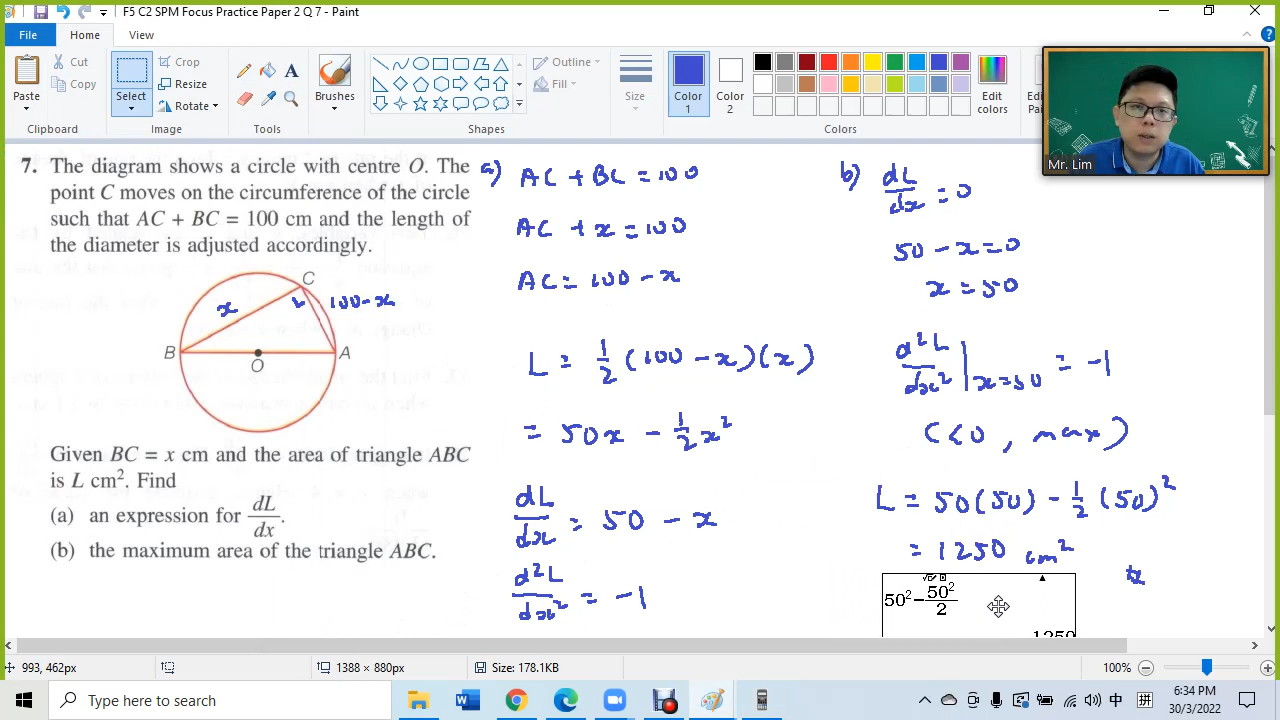 F5 C2 SPM Focus Practice Paper 2 Q 7 - Paint
File Home View
Paste Cut Copy Clipboard
Select Crop Resize Rotate Image
Tools
Brushes
Outline Fill Shapes
Size
Color 1 Color 2 Edit colors Colors
Mr. Lim
7. The diagram shows a circle with centre O. The
point C moves on the circumference of the circle
such that AC + BC = 100 cm and the length of
the diameter is adjusted accordingly.
C
x 100-x
B A
O
Given BC = x cm and the area of triangle ABC
is L cm². Find
(a) an expression for dL/dx.
(b) the maximum area of the triangle ABC.
a) AC + BC = 100
AC + x = 100
AC = 100 - x
L = 1/2 (100 - x)(x)
= 50x - 1/2 x²
dL/dx = 50 - x
d²L/dx² = -1
b) dL/dx = 0
50 - x = 0
x = 50
d²L/dx² | x=50 = -1
(<0, max)
L = 50(50) - 1/2 (50)²
= 1250 cm²
50²-50²/2
1250
993, 462px 1388 × 880px Size: 178.1KB 100%
Type here to search
中 拼 6:34 PM
30/3/2022